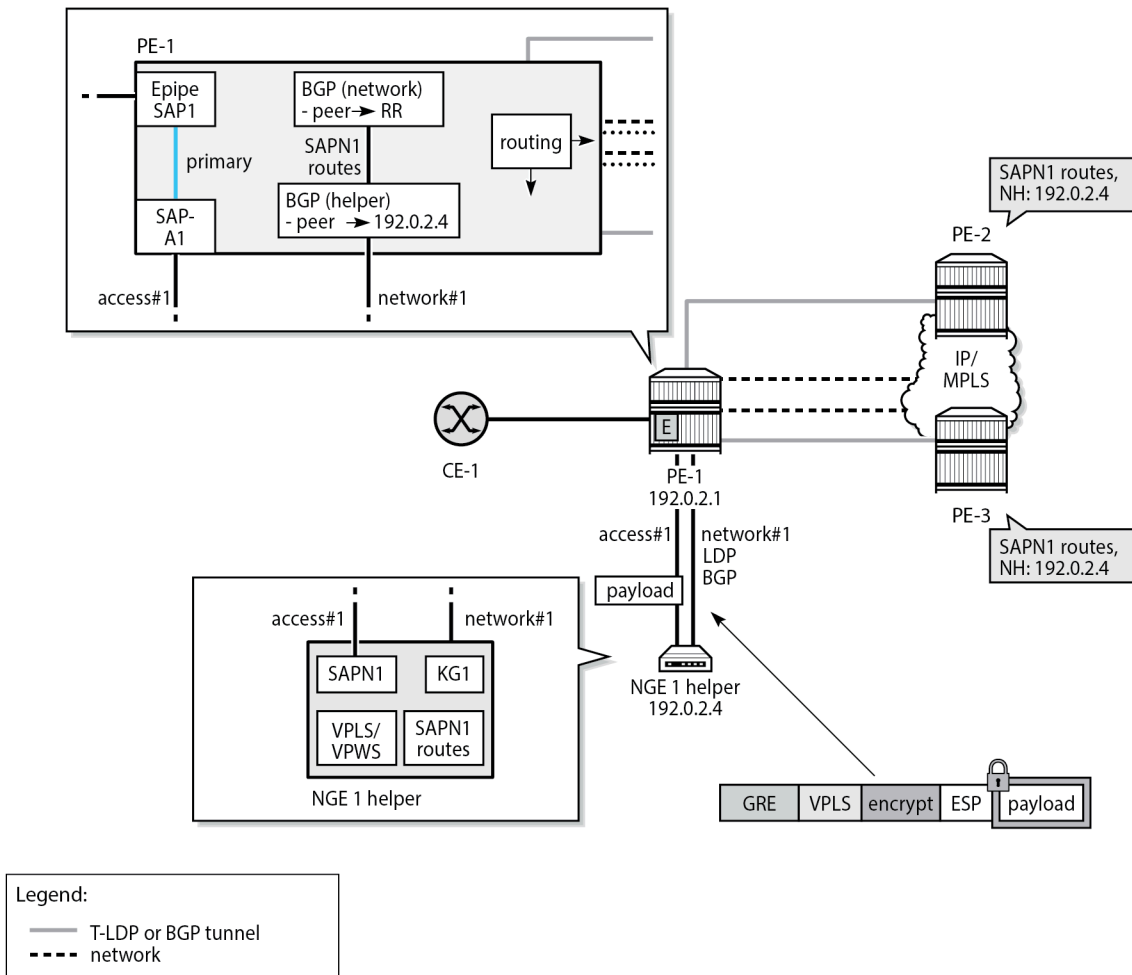 PE-1
Epipe
SAP1
primary
SAP-
A1
access#1
BGP (network)
- peer → RR
SAPN1
routes
BGP (helper)
- peer → 192.0.2.4
network#1
routing
SAPN1 routes,
NH: 192.0.2.4
PE-2
IP/
MPLS
PE-3
SAPN1 routes,
NH: 192.0.2.4
CE-1
E
PE-1
192.0.2.1
access#1
network#1
LDP
BGP
payload
NGE 1 helper
192.0.2.4
access#1
network#1
SAPN1
KG1
VPLS/
VPWS
SAPN1
routes
NGE 1 helper
GRE
VPLS
encrypt
ESP
payload
Legend:
T-LDP or BGP tunnel
network